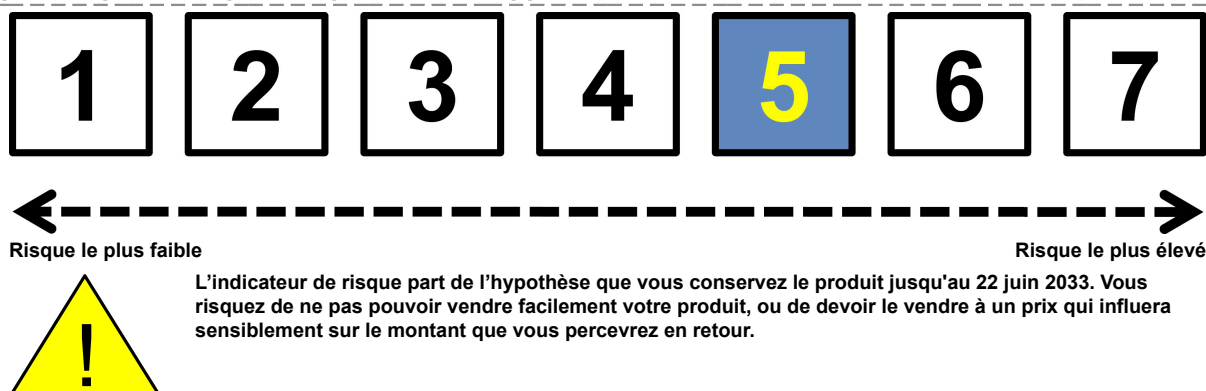 1 2 3 4 5 6 7
Risque le plus faible Risque le plus élevé
L’indicateur de risque part de l’hypothèse que vous conservez le produit jusqu'au 22 juin 2033. Vous
risquez de ne pas pouvoir vendre facilement votre produit, ou de devoir le vendre à un prix qui influera
sensiblement sur le montant que vous percevrez en retour.
!